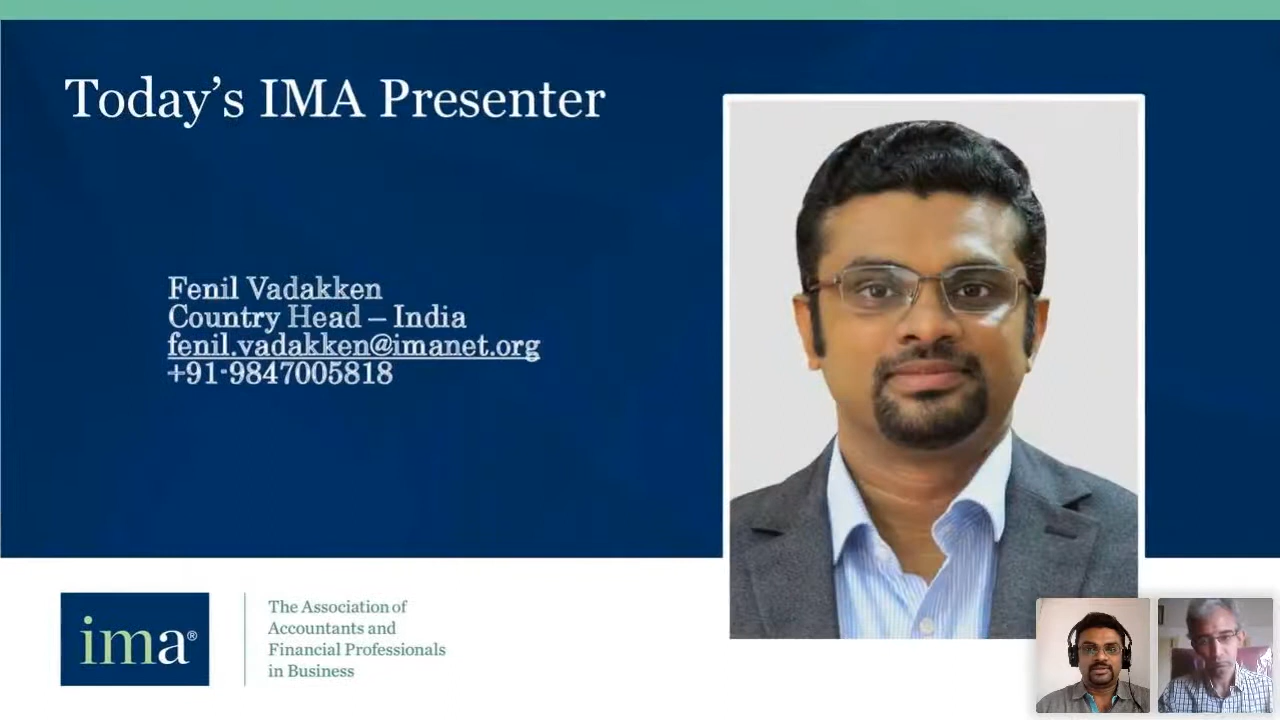 Today’s IMA Presenter
Fenil Vadakken
Country Head – India
fenil.vadakken@imanet.org
+91-9847005818
ima®
The Association of
Accountants and
Financial Professionals
in Business